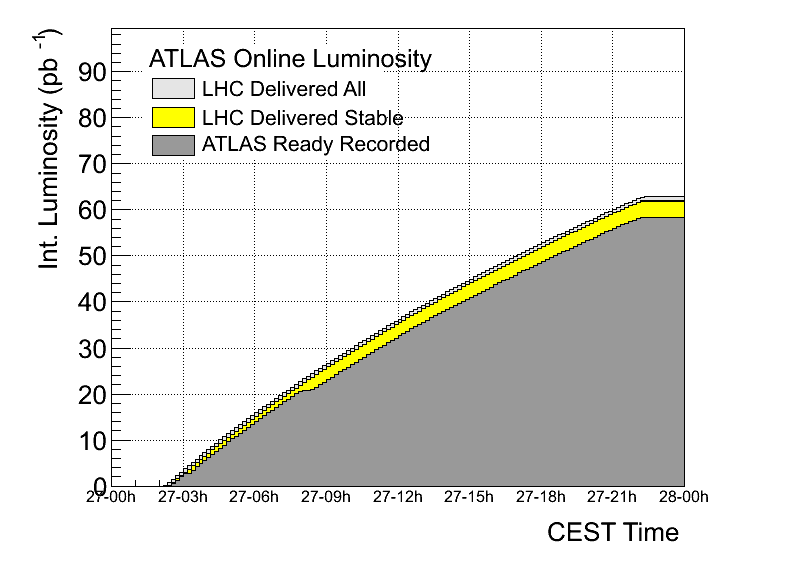 ATLAS Online Luminosity
LHC Delivered All
LHC Delivered Stable
ATLAS Ready Recorded
Int. Luminosity (pb -1)
90
80
70
60
50
40
30
20
10
0
27-00h 27-03h 27-06h 27-09h 27-12h 27-15h 27-18h 27-21h 28-00h
CEST Time